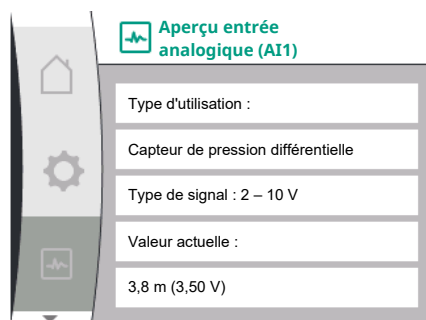 Aperçu entrée
analogique (AI1)
Type d'utilisation :
Capteur de pression différentielle
Type de signal : 2 – 10 V
Valeur actuelle :
3,8 m (3,50 V)